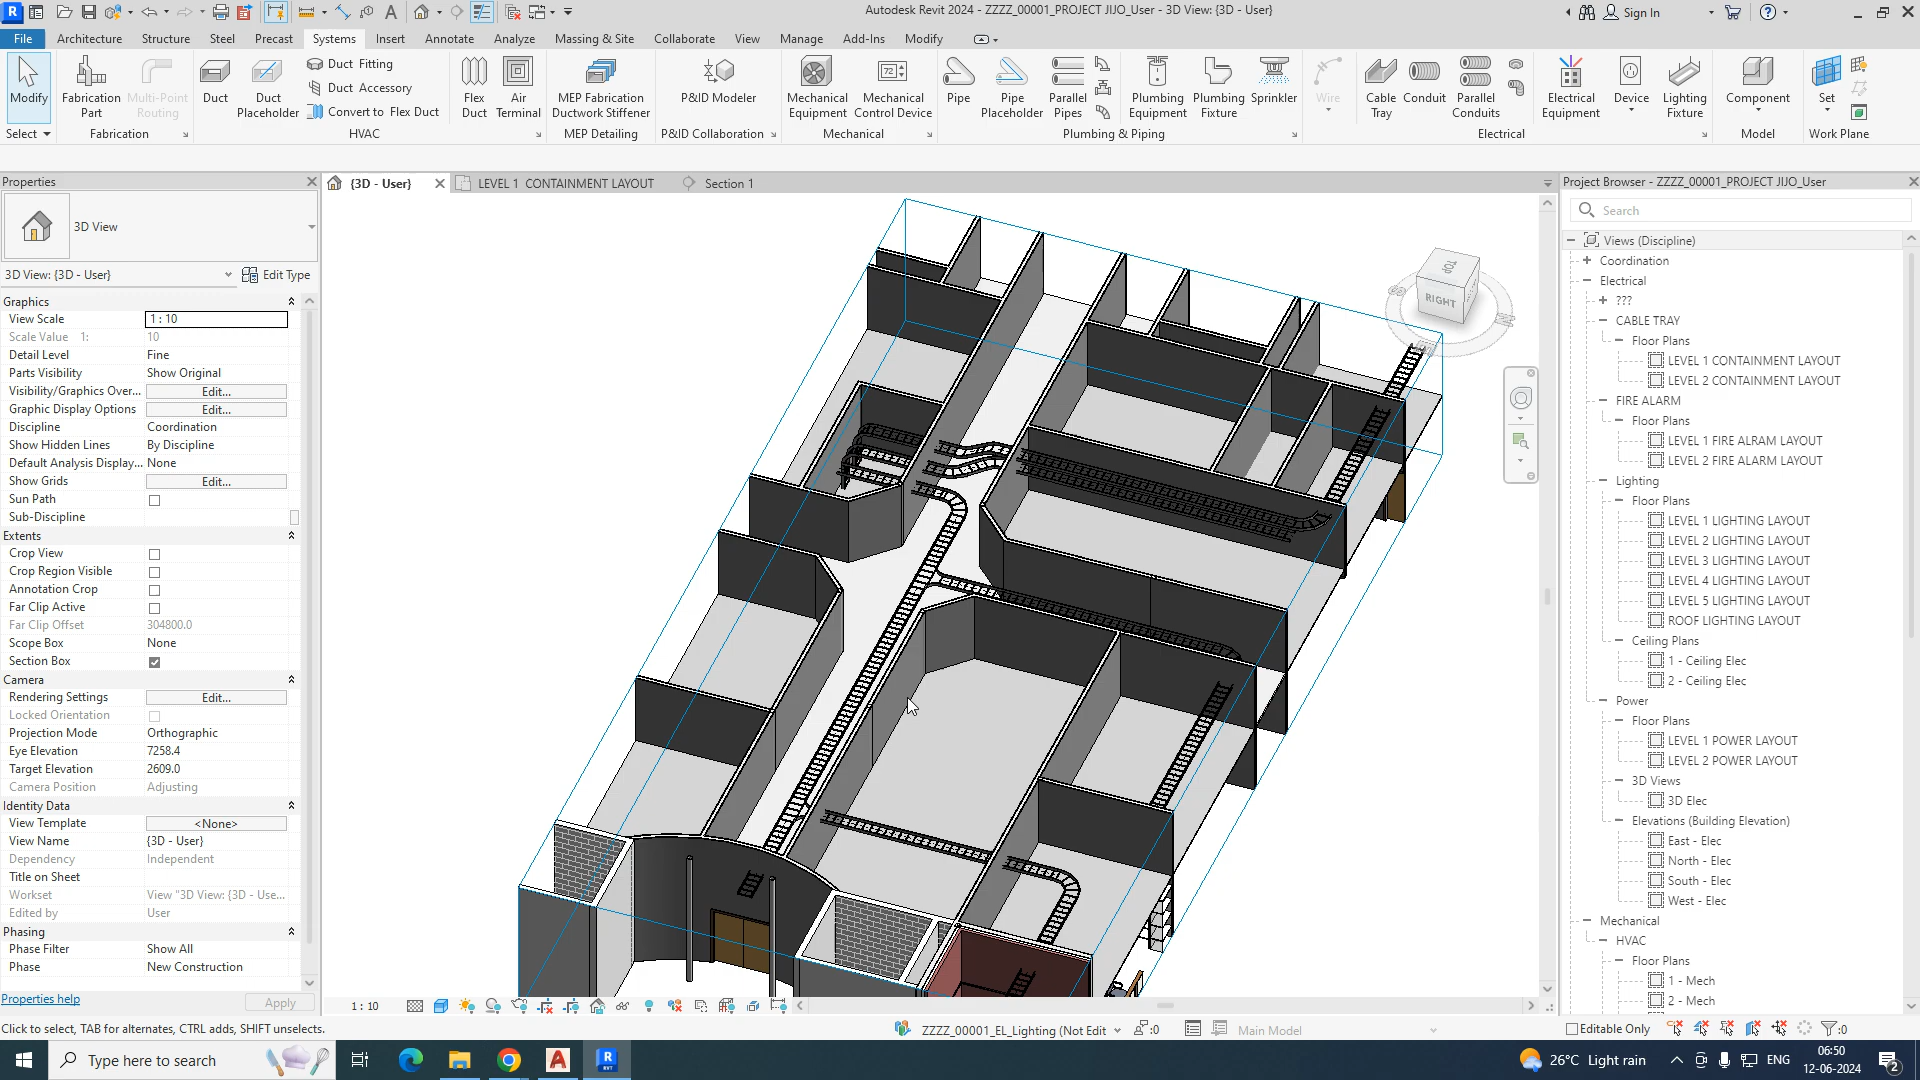 Autodesk Revit 2024 - ZZZZ_00001_PROJECT JIJO_User - 3D View: {3D - User}
Sign In
File
Architecture
Structure
Steel
Precast
Systems
Insert
Annotate
Analyze
Massing & Site
Collaborate
View
Manage
Add-Ins
Modify
Modify
Fabrication Part
Multi-Point Routing
Duct
Duct Placeholder
Duct Fitting
Duct Accessory
Convert to Flex Duct
Flex Duct
Air Terminal
MEP Fabrication Ductwork Stiffener
P&ID Modeler
Mechanical Equipment
Mechanical Control Device
Pipe
Pipe Placeholder
Parallel Pipes
Plumbing Equipment
Plumbing Fixture
Sprinkler
Wire
Cable Tray
Conduit
Parallel Conduits
Electrical Equipment
Device
Lighting Fixture
Component
Set
Select
Fabrication
HVAC
MEP Detailing
P&ID Collaboration
Mechanical
Plumbing & Piping
Electrical
Model
Work Plane
Properties
3D View
3D View: {3D - User}
Edit Type
Graphics
View Scale 1 : 10
Scale Value 1: 10
Detail Level Fine
Parts Visibility Show Original
Visibility/Graphics Over... Edit...
Graphic Display Options Edit...
Discipline Coordination
Show Hidden Lines By Discipline
Default Analysis Display... None
Show Grids Edit...
Sun Path
Sub-Discipline
Extents
Crop View
Crop Region Visible
Annotation Crop
Far Clip Active
Far Clip Offset 304800.0
Scope Box None
Section Box
Camera
Rendering Settings Edit...
Locked Orientation
Projection Mode Orthographic
Eye Elevation 7258.4
Target Elevation 2609.0
Camera Position Adjusting
Identity Data
View Template <None>
View Name {3D - User}
Dependency Independent
Title on Sheet
Workset View "3D View: {3D - Use...
Edited by User
Phasing
Phase Filter Show All
Phase New Construction
Properties help
Apply
{3D - User}
LEVEL 1 CONTAINMENT LAYOUT
Section 1
TOP
RIGHT
1 : 10
Project Browser - ZZZZ_00001_PROJECT JIJO_User
Search
Views (Discipline)
Coordination
Electrical
???
CABLE TRAY
Floor Plans
LEVEL 1 CONTAINMENT LAYOUT
LEVEL 2 CONTAINMENT LAYOUT
FIRE ALARM
Floor Plans
LEVEL 1 FIRE ALRAM LAYOUT
LEVEL 2 FIRE ALARM LAYOUT
Lighting
Floor Plans
LEVEL 1 LIGHTING LAYOUT
LEVEL 2 LIGHTING LAYOUT
LEVEL 3 LIGHTING LAYOUT
LEVEL 4 LIGHTING LAYOUT
LEVEL 5 LIGHTING LAYOUT
ROOF LIGHTING LAYOUT
Ceiling Plans
1 - Ceiling Elec
2 - Ceiling Elec
Power
Floor Plans
LEVEL 1 POWER LAYOUT
LEVEL 2 POWER LAYOUT
3D Views
3D Elec
Elevations (Building Elevation)
East - Elec
North - Elec
South - Elec
West - Elec
Mechanical
HVAC
Floor Plans
1 - Mech
2 - Mech
Click to select, TAB for alternates, CTRL adds, SHIFT unselects.
ZZZZ_00001_EL_Lighting (Not Edit
:0
Main Model
Editable Only
:0
Type here to search
26°C Light rain
ENG
06:50
12-06-2024
2